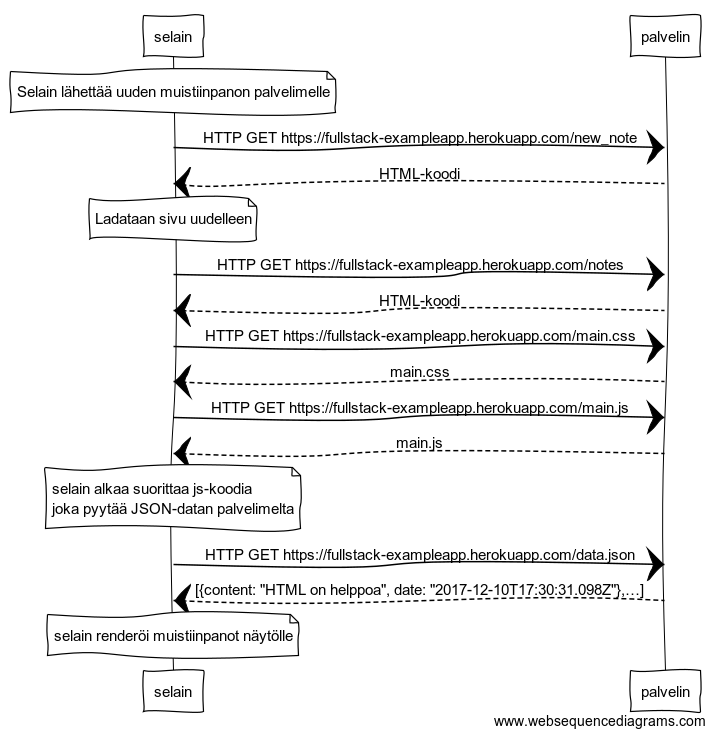 selain palvelin
Selain lähettää uuden muistiinpanon palvelimelle
HTTP GET https://fullstack-exampleapp.herokuapp.com/new_note
HTML-koodi
Ladataan sivu uudelleen
HTTP GET https://fullstack-exampleapp.herokuapp.com/notes
HTML-koodi
HTTP GET https://fullstack-exampleapp.herokuapp.com/main.css
main.css
HTTP GET https://fullstack-exampleapp.herokuapp.com/main.js
main.js
selain alkaa suorittaa js-koodia
joka pyytää JSON-datan palvelimelta
HTTP GET https://fullstack-exampleapp.herokuapp.com/data.json
[{content: "HTML on helppoa", date: "2017-12-10T17:30:31.098Z"},...]
selain renderöi muistiinpanot näytölle
selain palvelin
www.websequencediagrams.com